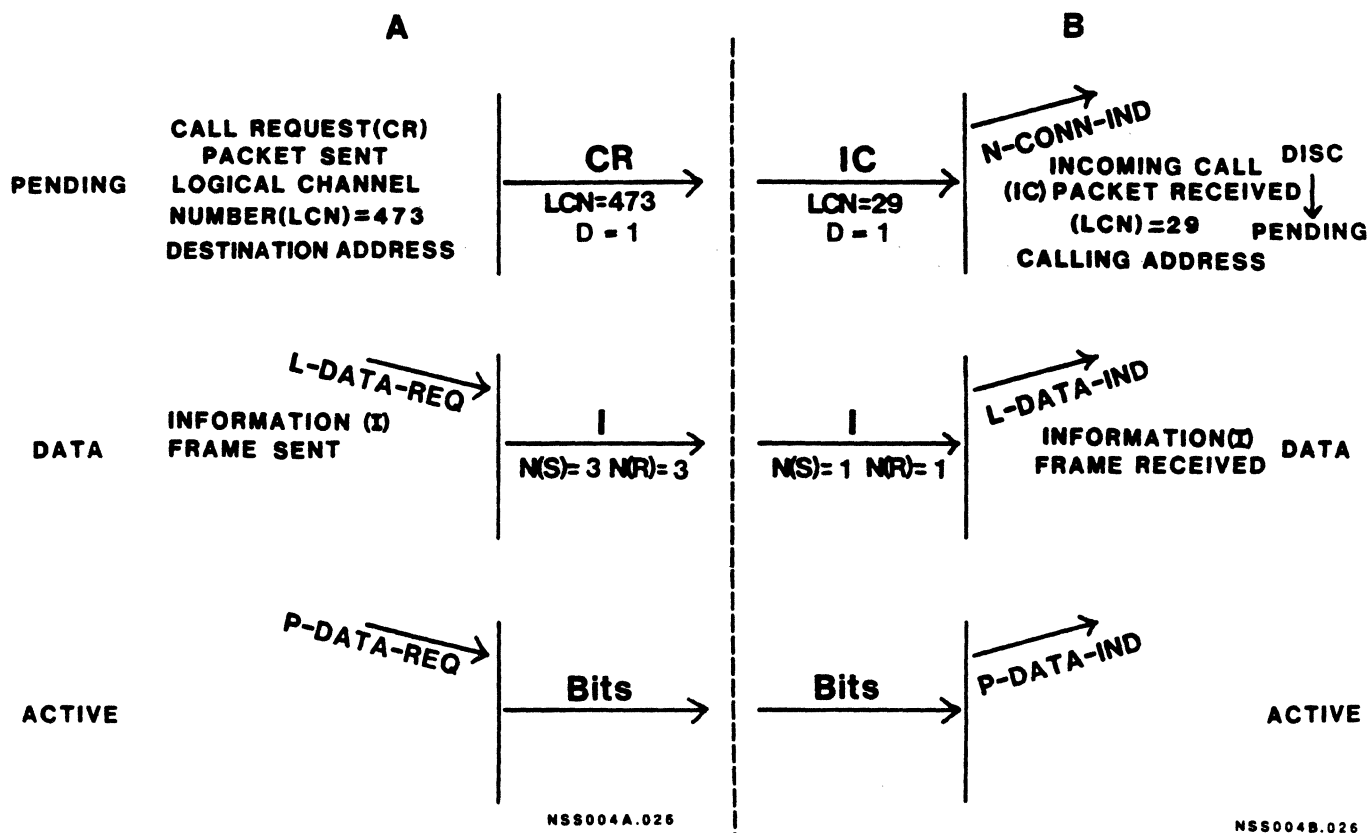 A
B
PENDING
CALL REQUEST(CR)
PACKET SENT
LOGICAL CHANNEL
NUMBER(LCN)=473
DESTINATION ADDRESS
CR
LCN=473
D = 1
IC
LCN=29
D = 1
N-CONN-IND
INCOMING CALL
(IC) PACKET RECEIVED
(LCN)=29
CALLING ADDRESS
DISC
PENDING
DATA
L-DATA-REQ
INFORMATION (I)
FRAME SENT
I
N(S)= 3 N(R)= 3
I
N(S)= 1 N(R)= 1
L-DATA-IND
INFORMATION(I)
FRAME RECEIVED
DATA
ACTIVE
P-DATA-REQ
Bits
Bits
P-DATA-IND
ACTIVE
NSS004A.026
NSS004B.026